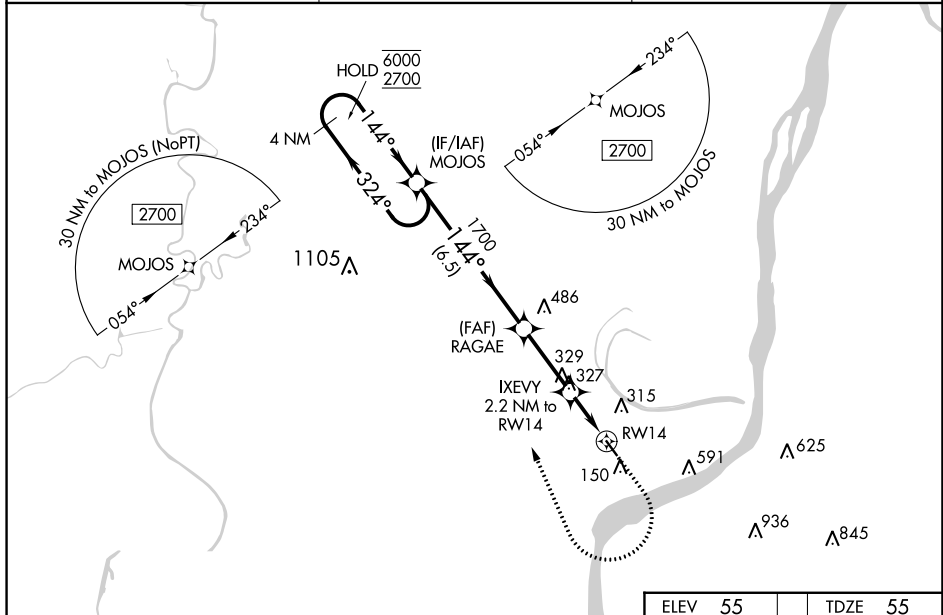 HOLD 6000
2700
4 NM
144°
324°
(IF/IAF)
MOJOS
234°
MOJOS
054°
2700
30 NM to MOJOS
30 NM to MOJOS (NoPT)
2700
234°
MOJOS
054°
1105
1700
144°
(6.5)
486
(FAF)
RAGAE
329
327
IXEVY
2.2 NM to
RW14
315
RW14
150
591
625
936
845
ELEV 55
TDZE 55